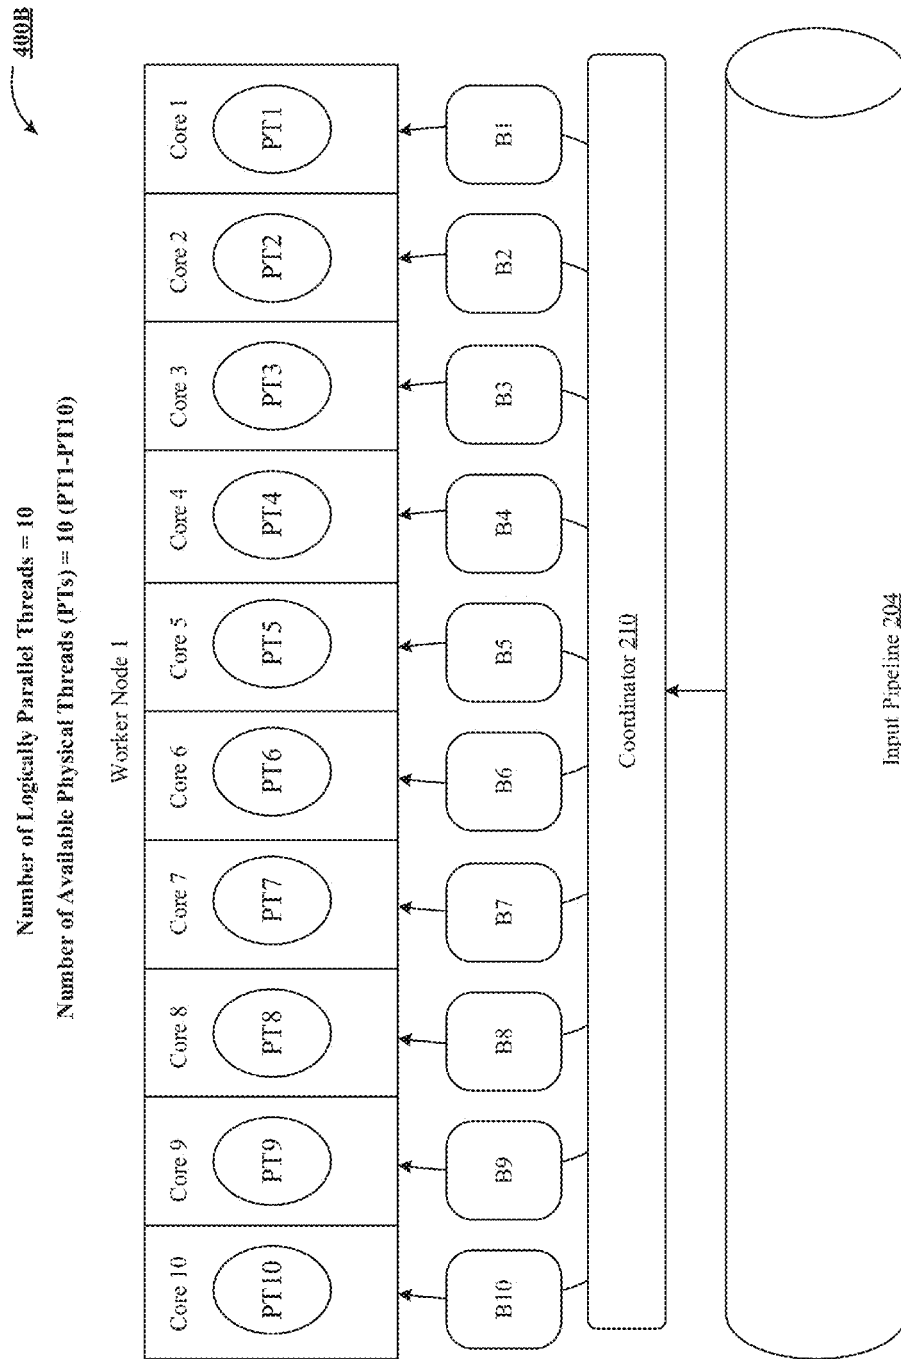 400B
Number of Logically Parallel Threads = 10
Number of Available Physical Threads (PTs) = 10 (PT1-PT10)
Worker Node 1
Core 10
Core 9
Core 8
Core 7
Core 6
Core 5
Core 4
Core 3
Core 2
Core 1
PT10
PT9
PT8
PT7
PT6
PT5
PT4
PT3
PT2
PT1
B10
B9
B8
B7
B6
B5
B4
B3
B2
B1
Coordinator 210
Input Pipeline 204